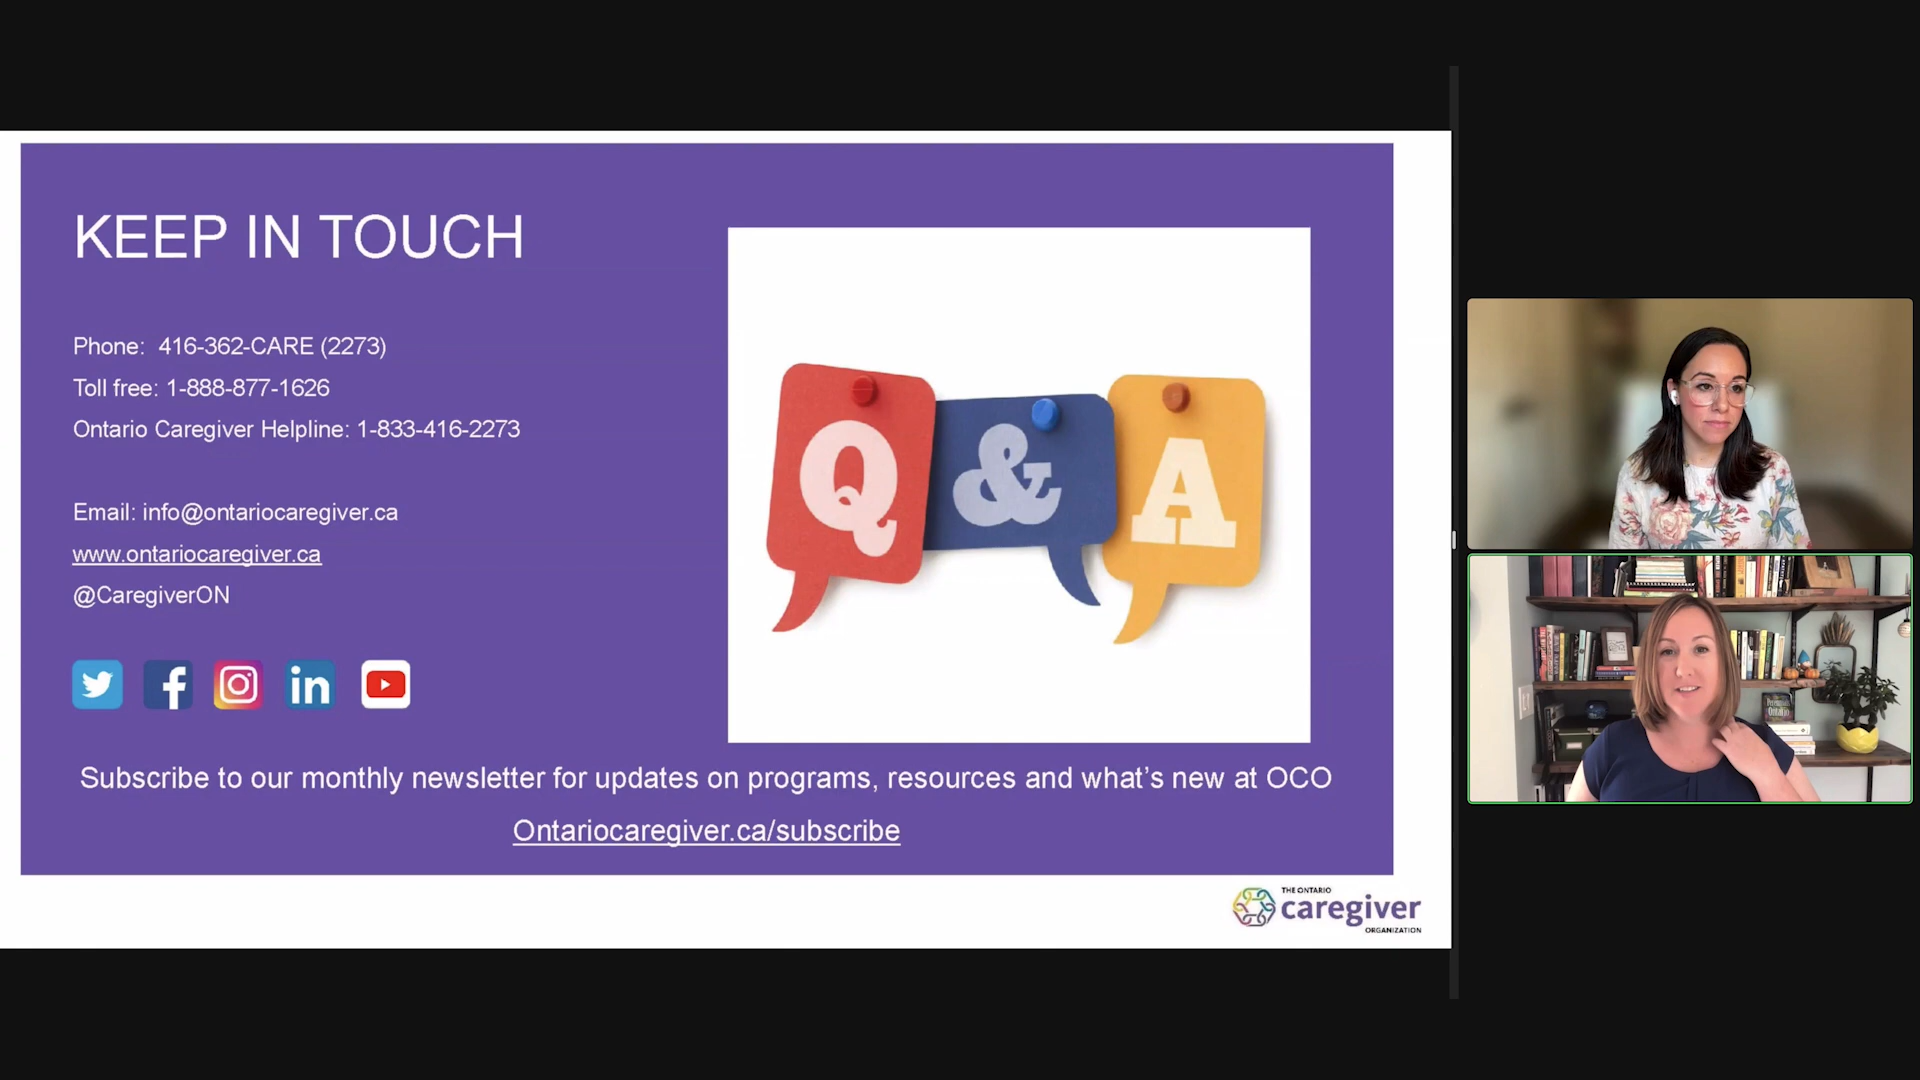 KEEP IN TOUCH
Phone:  416-362-CARE (2273)
Toll free: 1-888-877-1626
Ontario Caregiver Helpline: 1-833-416-2273
Email: info@ontariocaregiver.ca
www.ontariocaregiver.ca
@CaregiverON
Q & A
Subscribe to our monthly newsletter for updates on programs, resources and what's new at OCO
Ontariocaregiver.ca/subscribe
THE ONTARIO
caregiver
ORGANIZATION